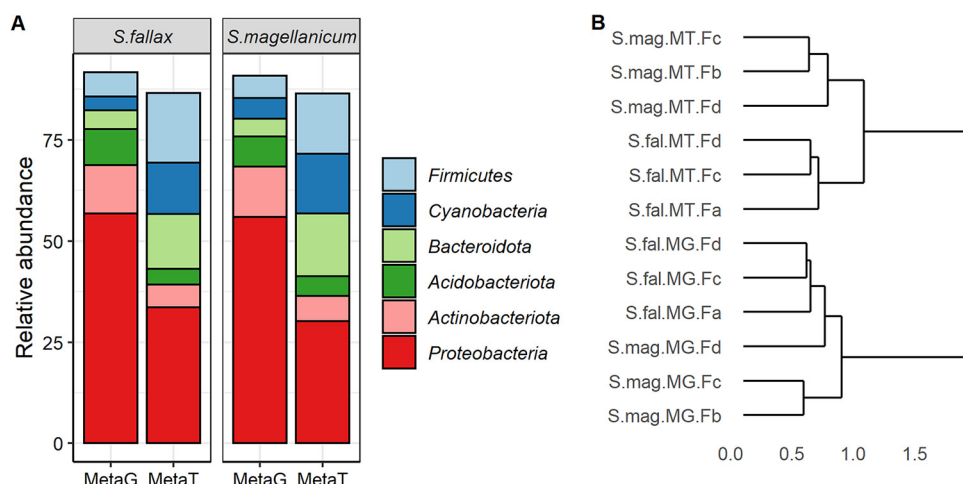 A
S.fallax
S.magellanicum
Relative abundance
75
50
25
0
MetaG
MetaT
MetaG
MetaT
Firmicutes
Cyanobacteria
Bacteroidota
Acidobacteriota
Actinobacteriota
Proteobacteria
B
S.mag.MT.Fc
S.mag.MT.Fb
S.mag.MT.Fd
S.fal.MT.Fd
S.fal.MT.Fc
S.fal.MT.Fa
S.fal.MG.Fd
S.fal.MG.Fc
S.fal.MG.Fa
S.mag.MG.Fd
S.mag.MG.Fc
S.mag.MG.Fb
0.0 0.5 1.0 1.5